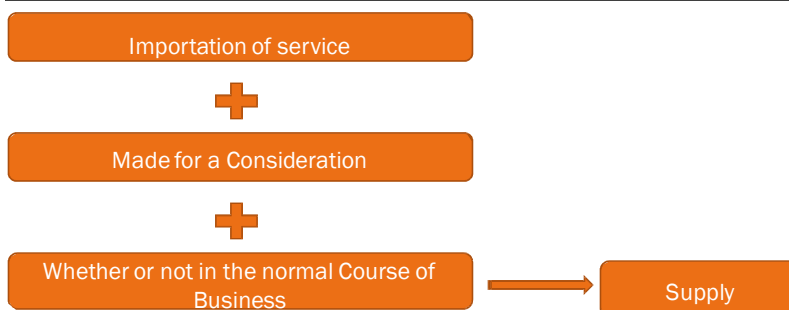 Importation of service
Made for a Consideration
Whether or not in the normal Course of
Business
Supply